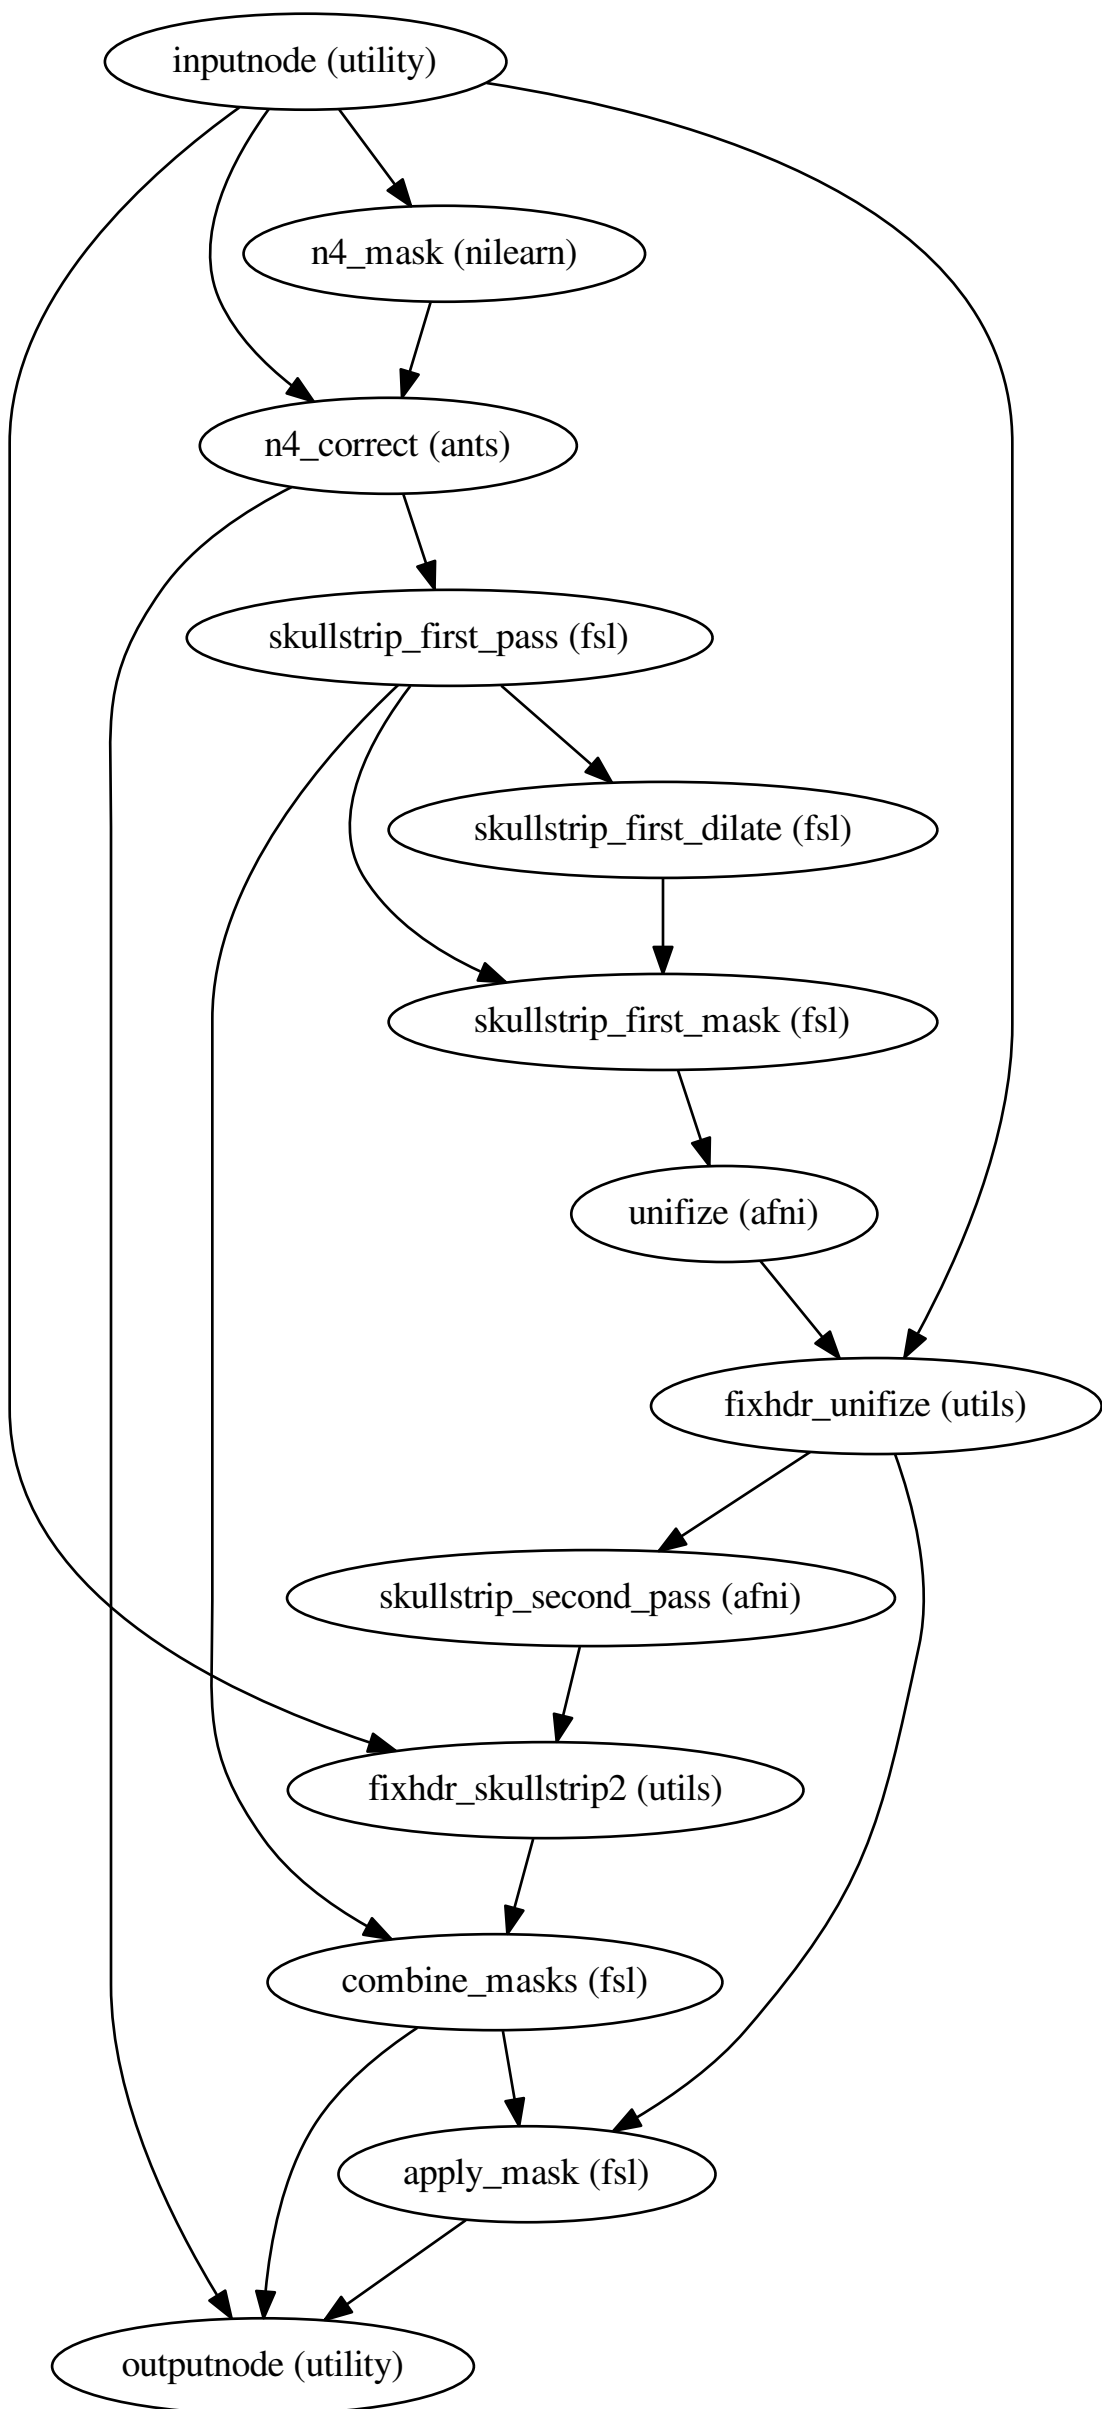 inputnode (utility)
n4_mask (nilearn)
n4_correct (ants)
skullstrip_first_pass (fsl)
skullstrip_first_dilate (fsl)
skullstrip_first_mask (fsl)
unifize (afni)
fixhdr_unifize (utils)
skullstrip_second_pass (afni)
fixhdr_skullstrip2 (utils)
combine_masks (fsl)
apply_mask (fsl)
outputnode (utility)